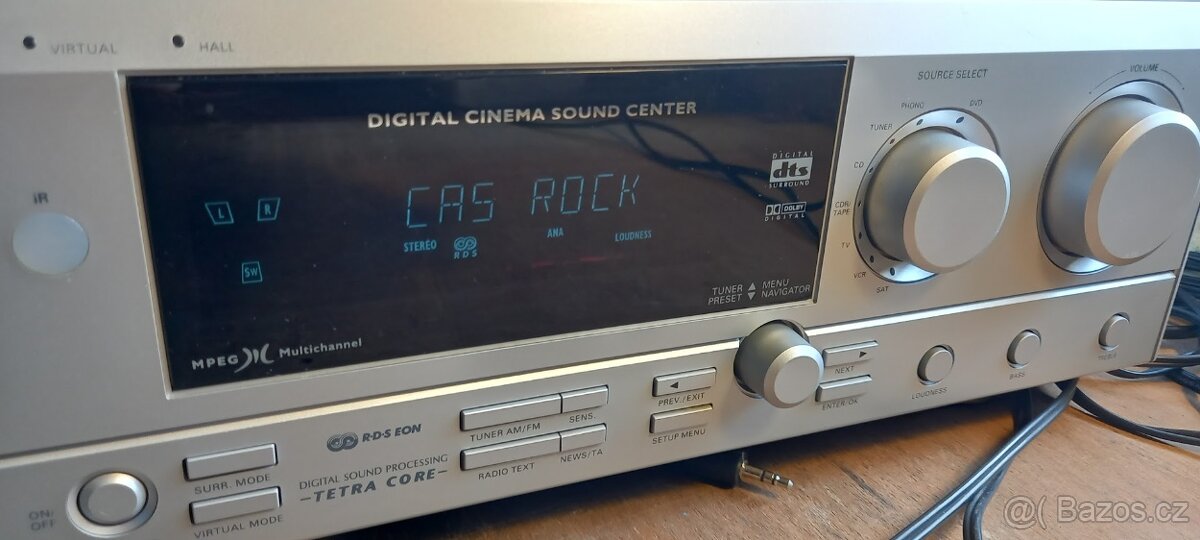 VIRTUAL
HALL
IR
DIGITAL CINEMA SOUND CENTER
L R
CAS ROCK
STEREO
RDS
ANA
LOUDNESS
SW
DIGITAL
dts
SURROUND
DOLBY
DIGITAL
TUNER ▲ MENU
PRESET ▼ NAVIGATOR
MPEG Multichannel
SOURCE SELECT
PHONO
DVD
TUNER
CD
CDR/
TAPE
TV
VCR
SAT
VOLUME
ON/
OFF
SURR. MODE
VIRTUAL MODE
R·D·S EON
DIGITAL SOUND PROCESSING
–TETRA CORE–
TUNER AM/FM
SENS.
RADIO TEXT
NEWS/TA
◄
PREV./EXIT
SETUP MENU
►
NEXT
ENTER/OK
LOUDNESS
BASS
TREBLE
@( Bazos.cz